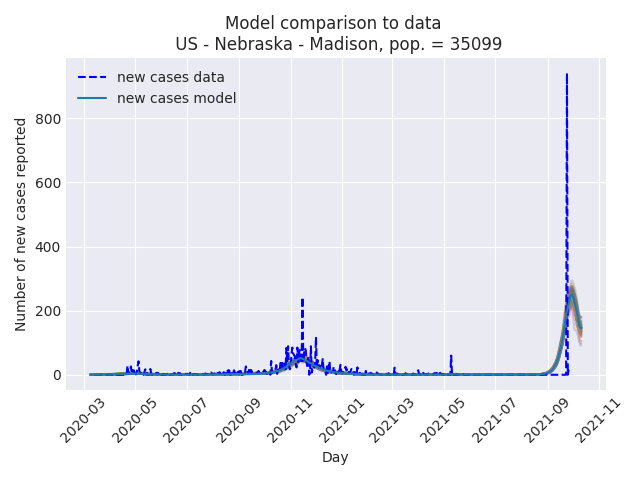 Model comparison to data
US - Nebraska - Madison, pop. = 35099
new cases data
new cases model
Number of new cases reported
800
600
400
200
0
2020-03
2020-05
2020-07
2020-09
2020-11
2021-01
2021-03
2021-05
2021-07
2021-09
2021-11
Day